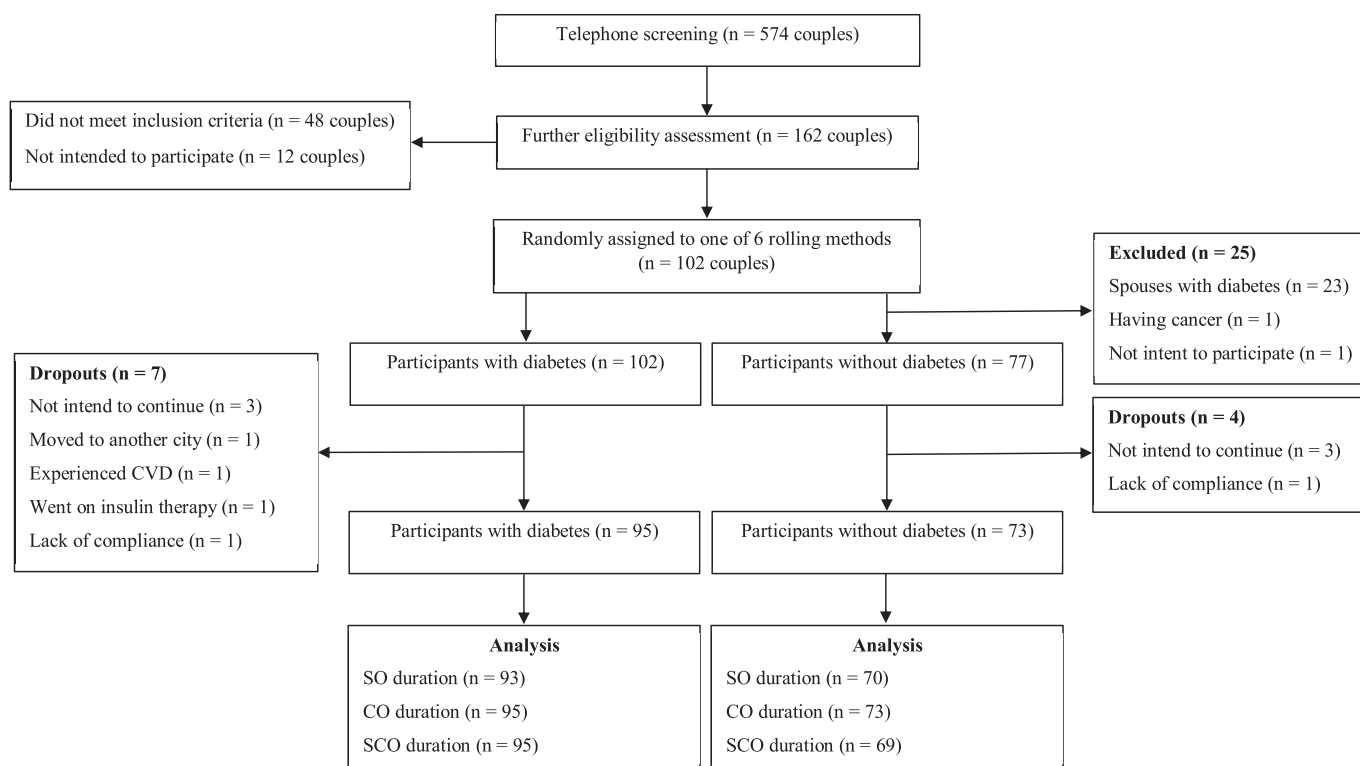 Telephone screening (n = 574 couples)
Did not meet inclusion criteria (n = 48 couples)
Not intended to participate (n = 12 couples)
Further eligibility assessment (n = 162 couples)
Randomly assigned to one of 6 rolling methods
(n = 102 couples)
Excluded (n = 25)
Spouses with diabetes (n = 23)
Having cancer (n = 1)
Not intent to participate (n = 1)
Participants with diabetes (n = 102)
Participants without diabetes (n = 77)
Dropouts (n = 7)
Not intend to continue (n = 3)
Moved to another city (n = 1)
Experienced CVD (n = 1)
Went on insulin therapy (n = 1)
Lack of compliance (n = 1)
Dropouts (n = 4)
Not intend to continue (n = 3)
Lack of compliance (n = 1)
Participants with diabetes (n = 95)
Participants without diabetes (n = 73)
Analysis
SO duration (n = 93)
CO duration (n = 95)
SCO duration (n = 95)
Analysis
SO duration (n = 70)
CO duration (n = 73)
SCO duration (n = 69)